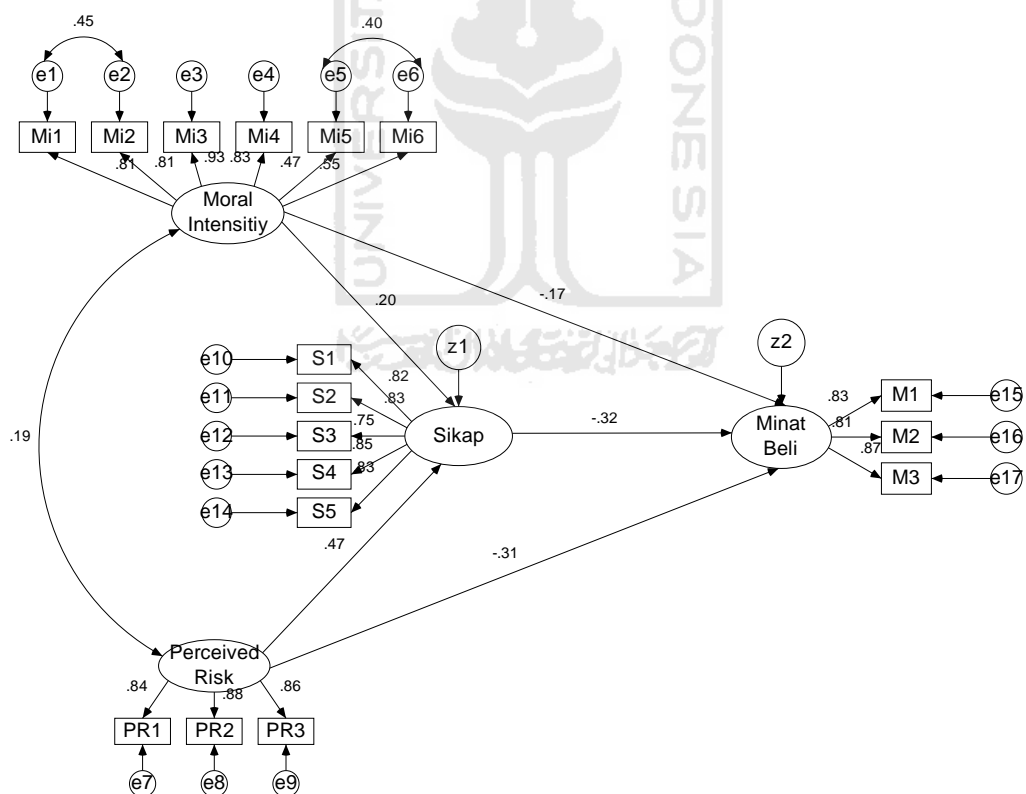 .45
.40
e1
e2
e3
e4
e5
e6
Mi1
Mi2
Mi3
Mi4
Mi5
Mi6
.81
.81
.93
.83
.47
.55
Moral
Intensitiy
UNIVERSIT
DONESIA
.20
-.17
z1
z2
e10
S1
.82
e11
S2
.83
e12
S3
.75
e13
S4
.85
e14
S5
.83
Sikap
-.32
Minat
Beli
.83
M1
e15
.81
M2
e16
.87
M3
e17
.19
.47
-.31
Perceived
Risk
.84
.88
.86
PR1
PR2
PR3
e7
e8
e9